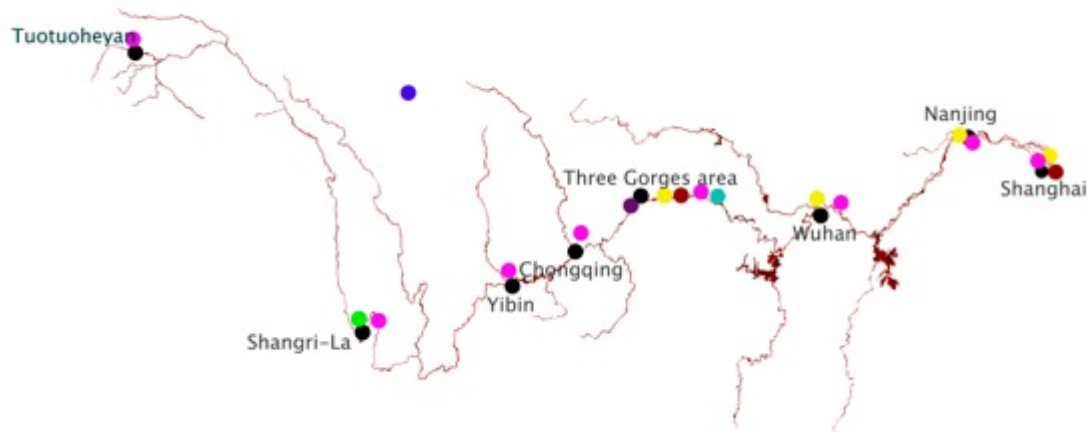 Tuotuoheyan
Nanjing
Three Gorges area
Shanghai
Wuhan
Chongqing
Yibin
Shangri-La